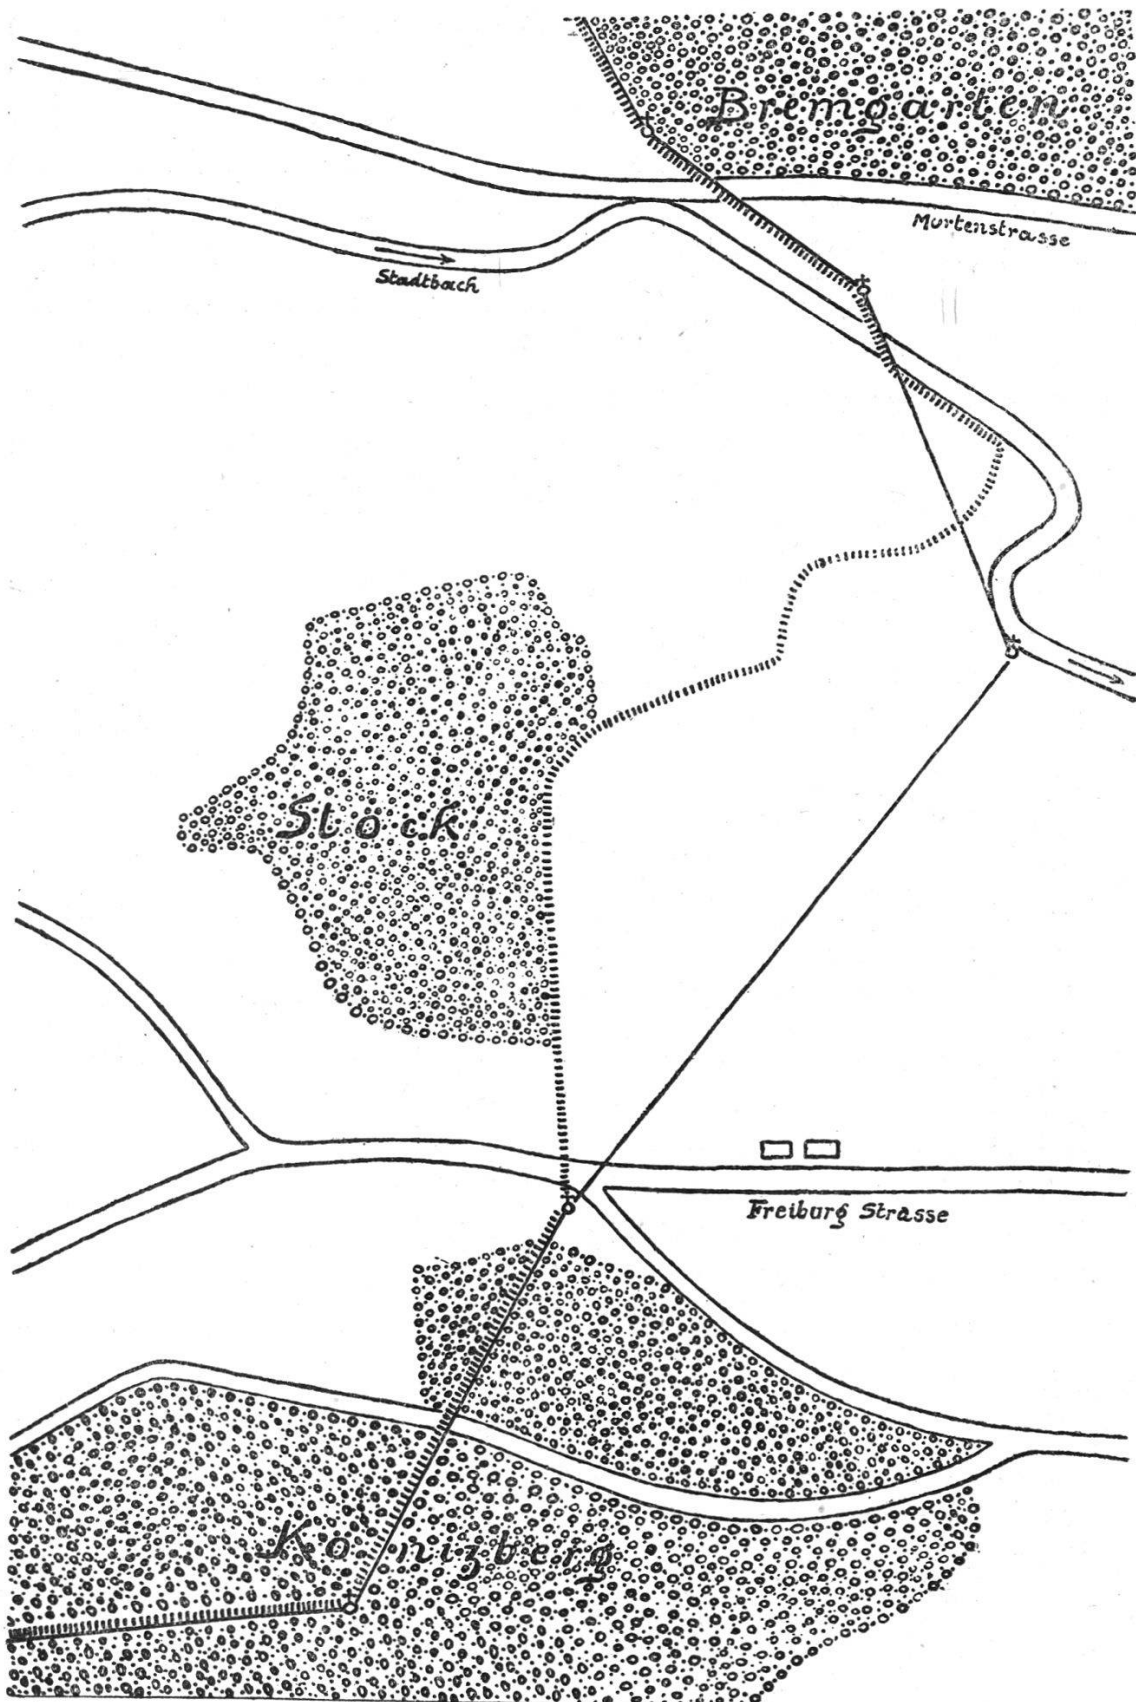 Bremgarten
Murtenstrasse
Stadtbach
Stock
Freiburg Strasse
Könizberg